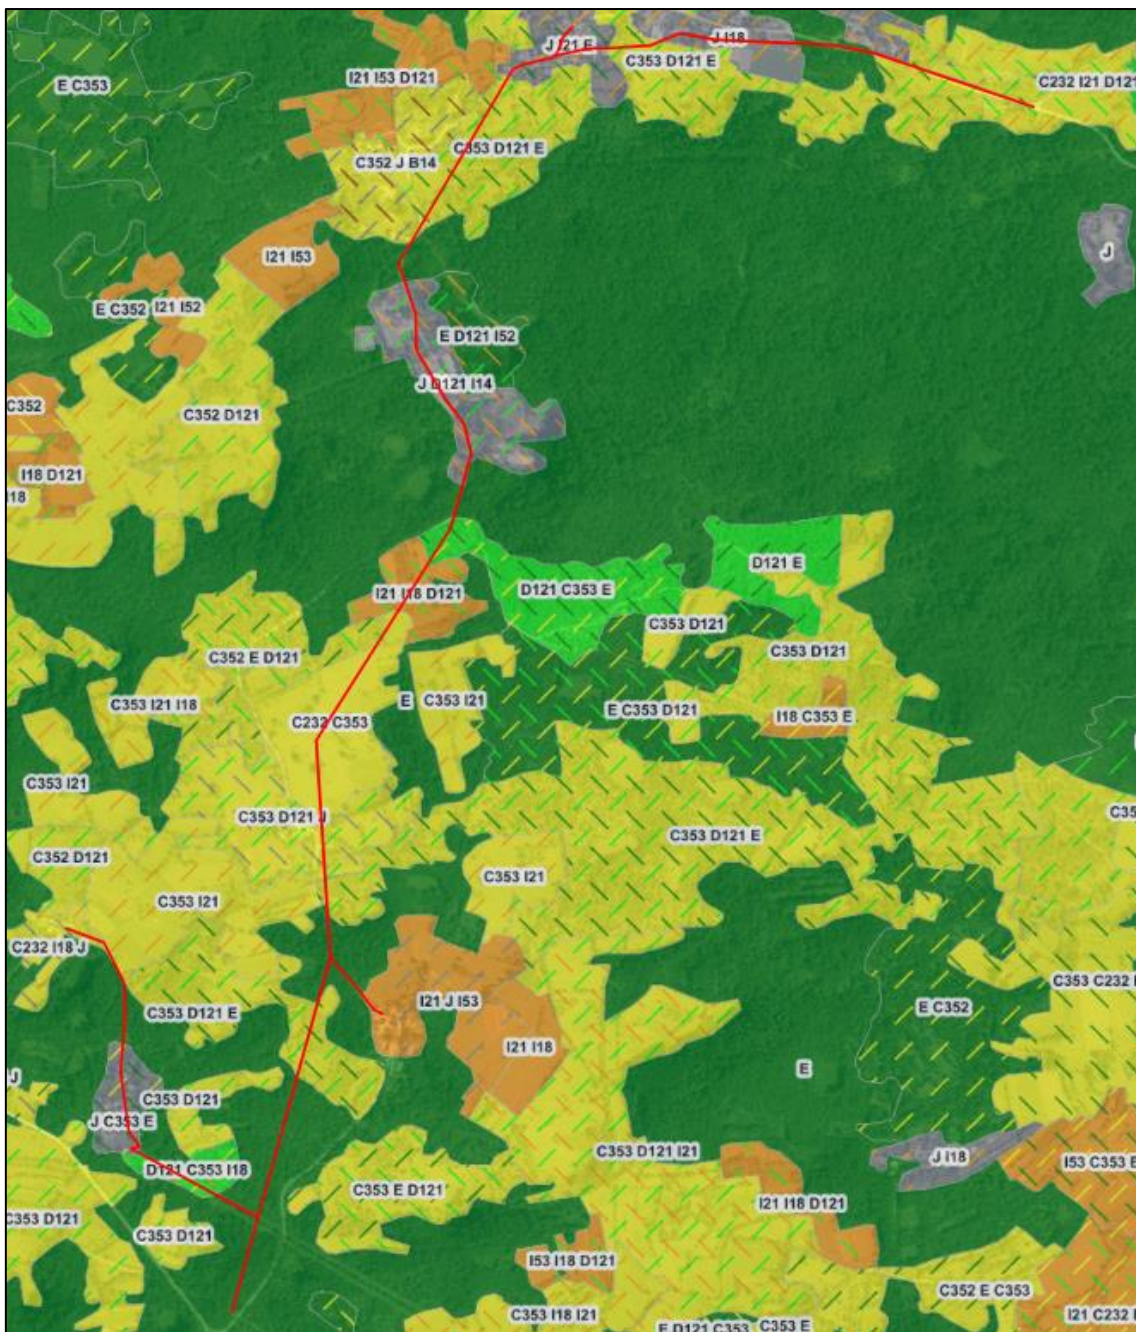 J I21 E
J I18
C353 D121 E
I21 I53 D121
C232 I21 D121
E C353
C353 D121 E
C352 J B14
J
I21 I53
E C352
I21 I52
E D121 I52
J D121 I14
C352
C352 D121
I18 D121
I18
D121 E
D121 C353 E
I21 I18 D121
C353 D121
C353 D121
C352 E D121
E
C353 I21
C353 I21 I18
E C353 D121
I18 C353 E
C232 C353
C353 I21
C353 D121 J
C353 D121 E
C352 D121
C353 I21
C353 I21
C232 I18 J
C353 C232
I21 J I53
E C352
C353 D121 E
I21 I18
E
J
C353 D121
J C353 E
C353 D121 I21
J I18
I53 C353 E
D121 C353 I18
C353 E D121
I21 I18 D121
C353 D121
C353 D121
I53 I18 D121
C352 E C353
C353 I18 I21
I21 C232
E D121 C353
C353 E